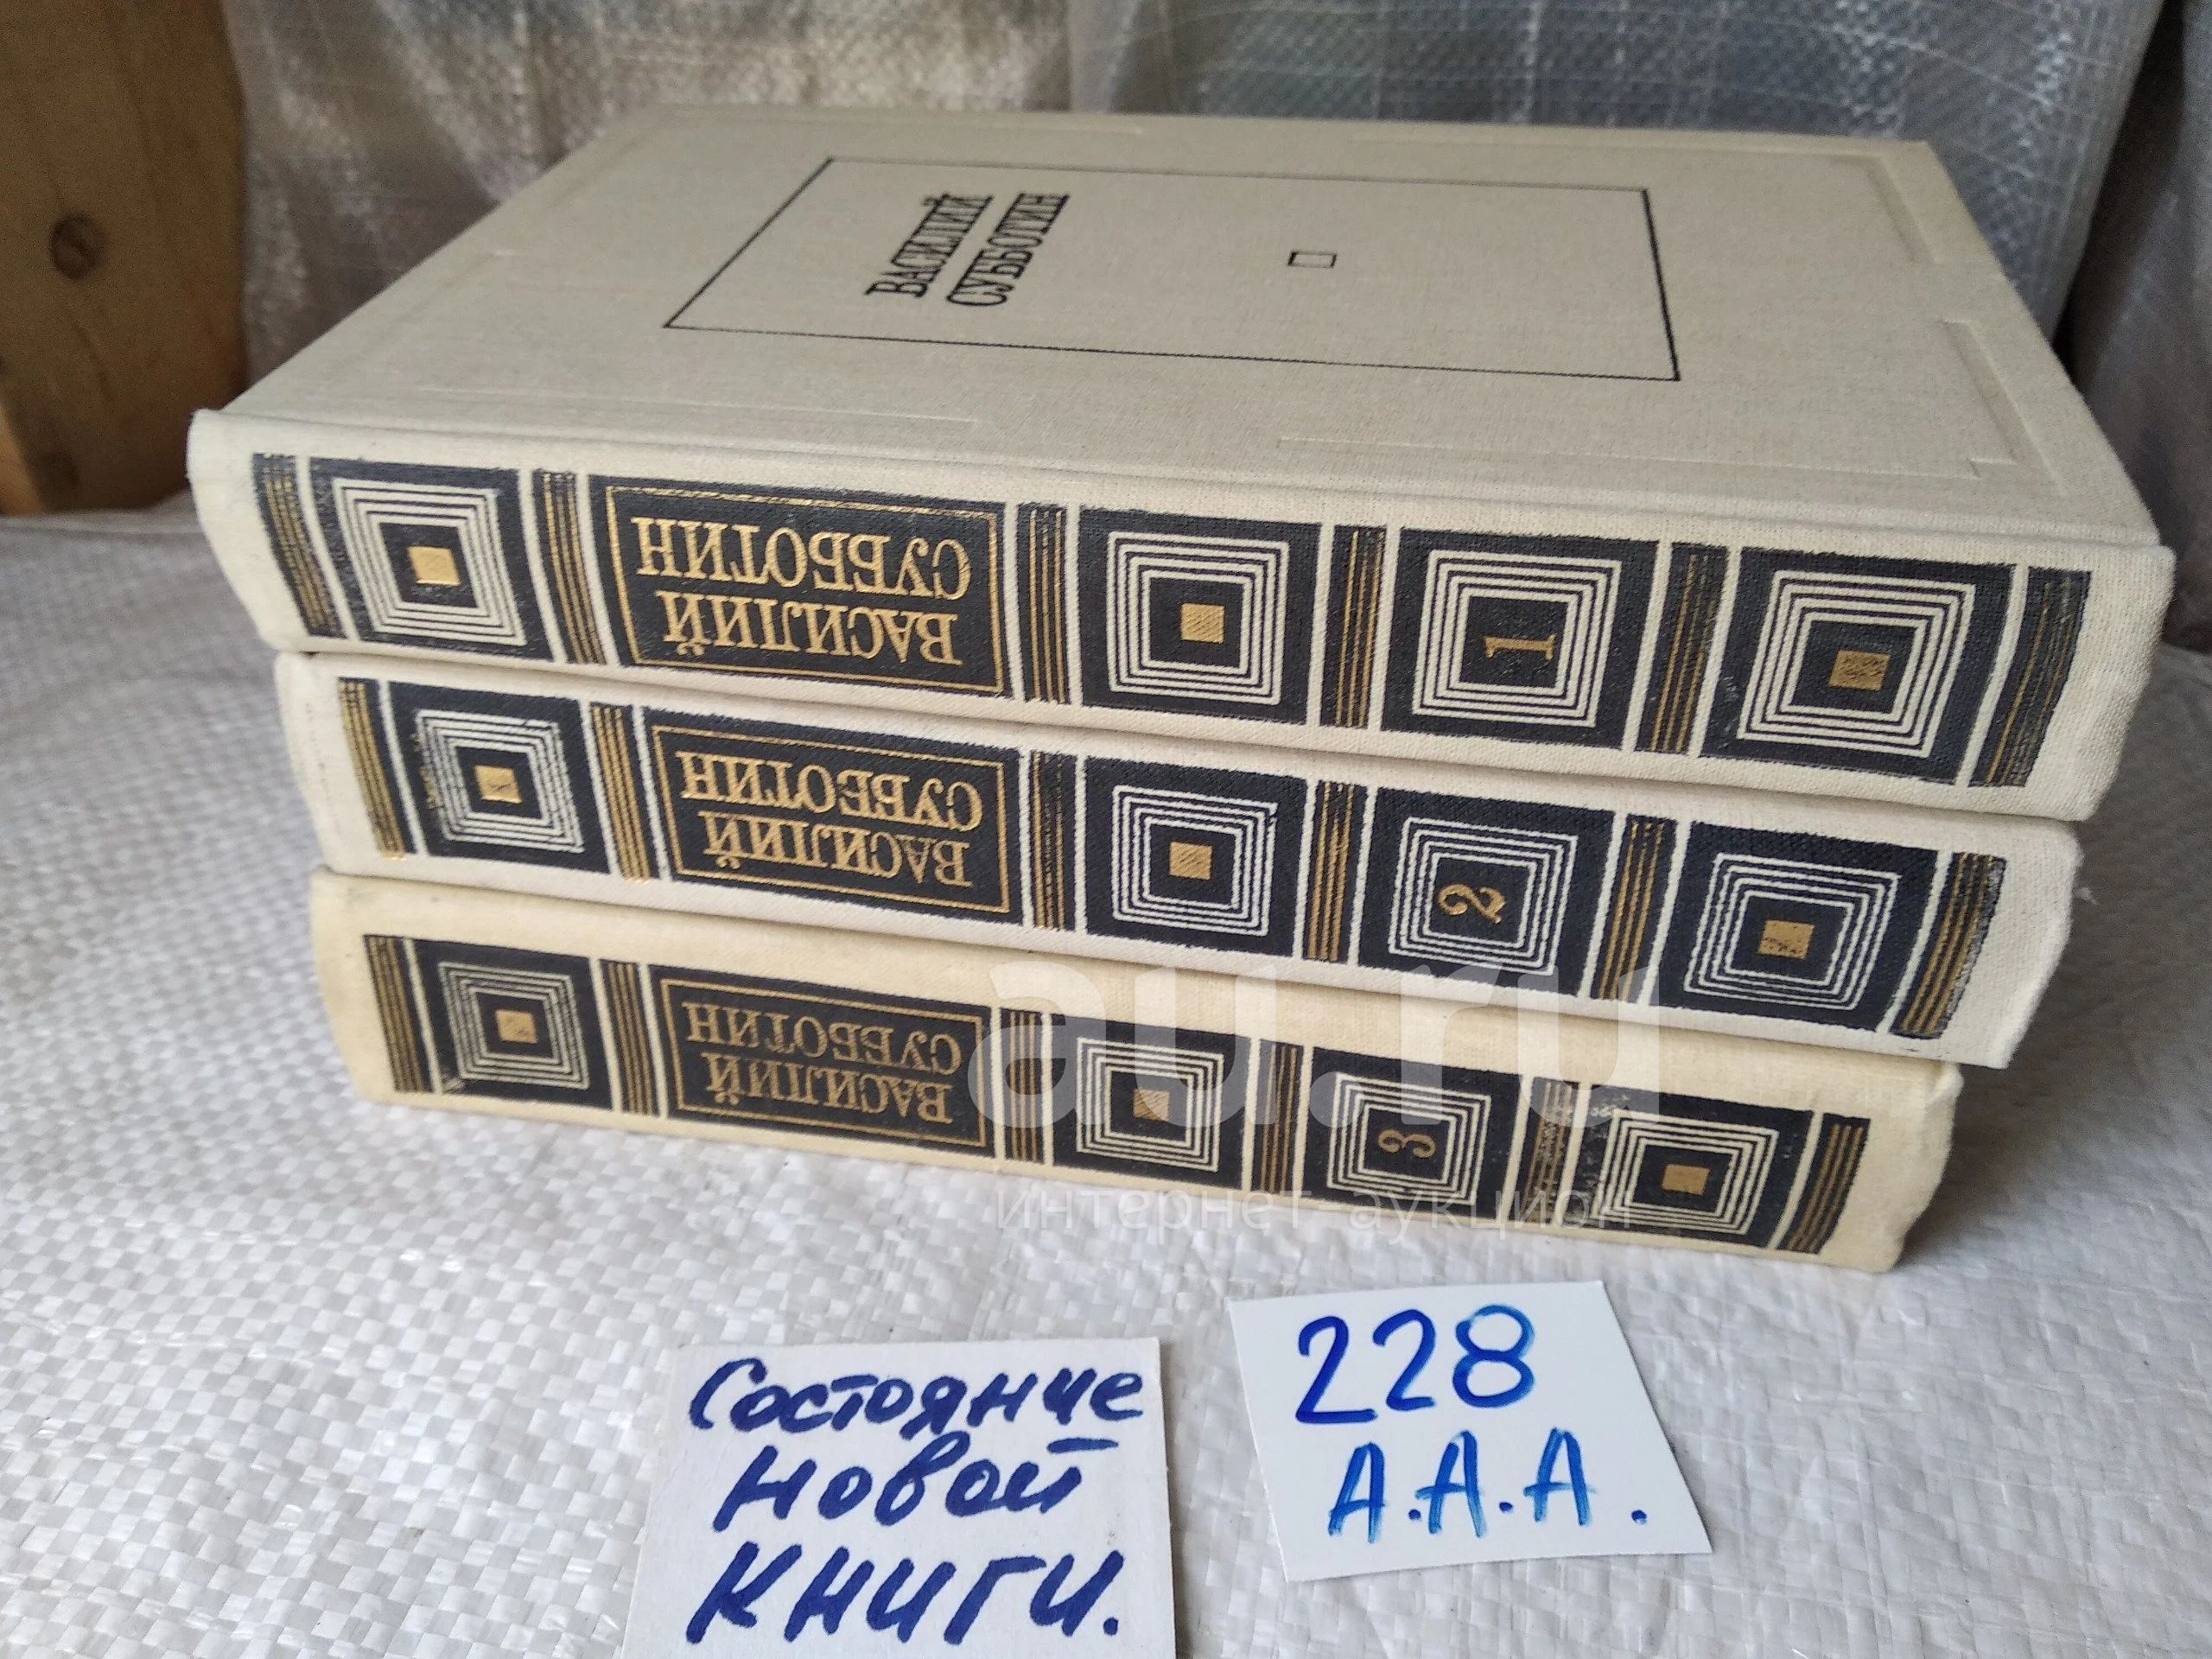 ВАСИЛИЙ
СУББОТИН
ВАСИЛИЙ
СУББОТИН
1
ВАСИЛИЙ
СУББОТИН
2
ВАСИЛИЙ
СУББОТИН
3
au.ru
интернет-аукцион
Состояние
новой
книги.
228
А.А.А.